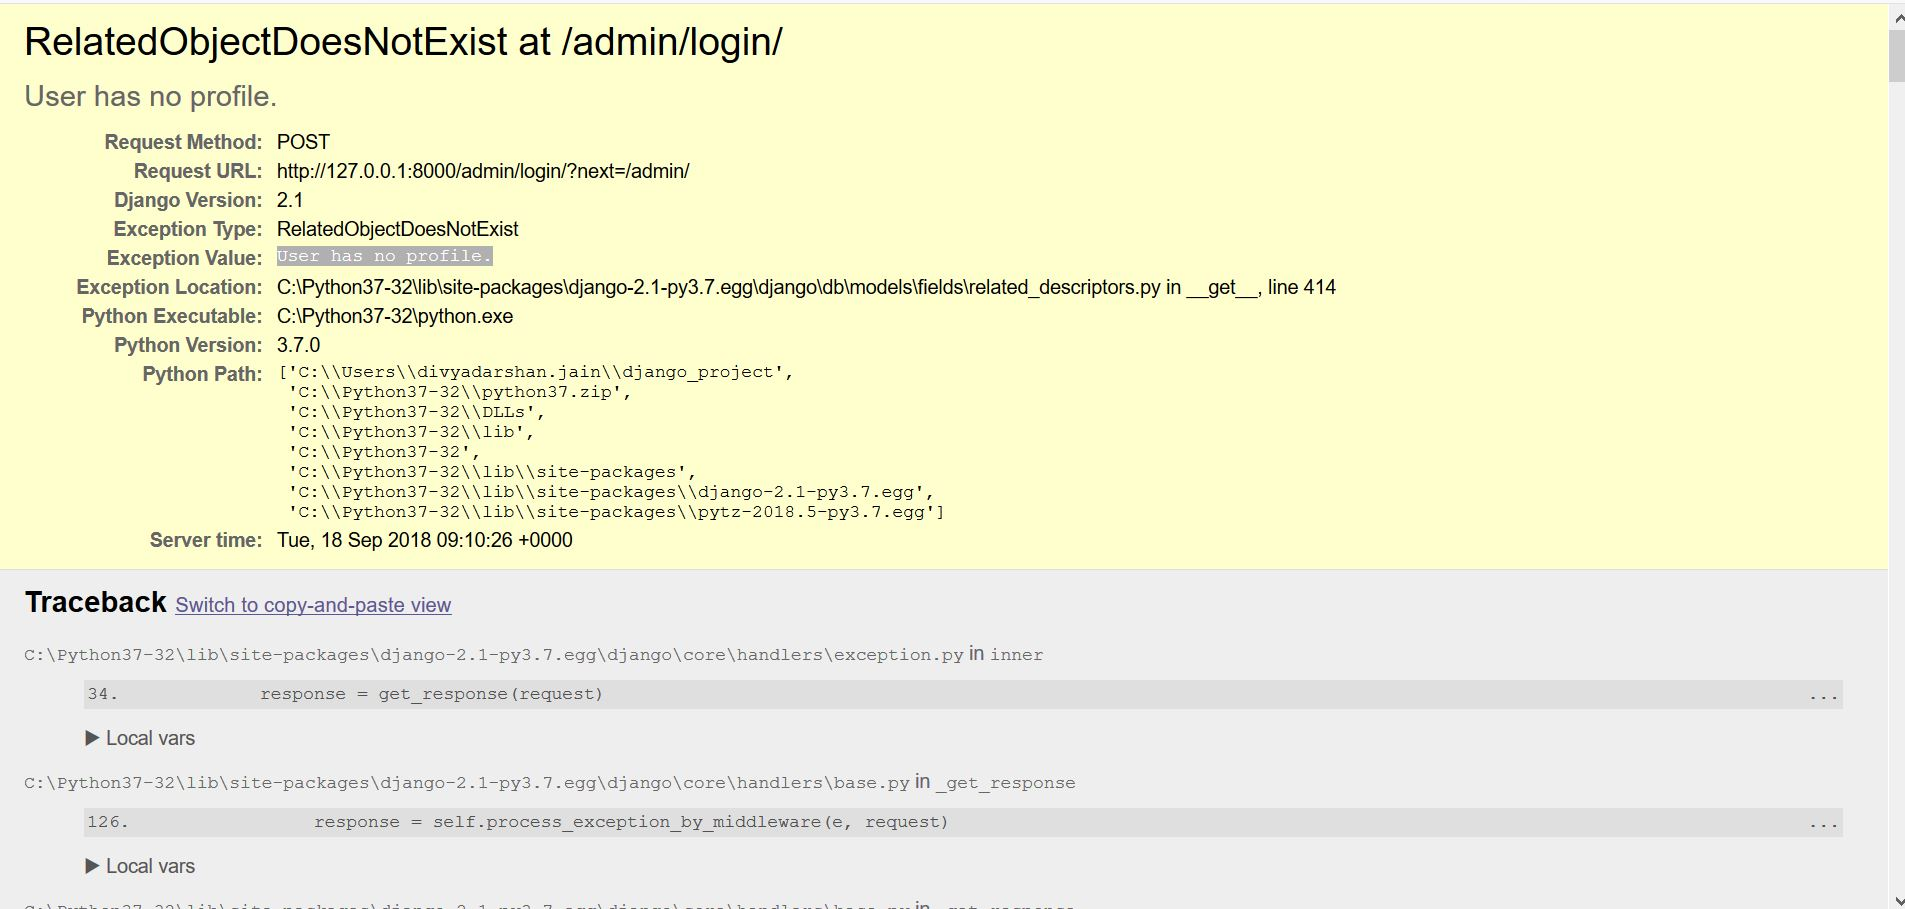 RelatedObjectDoesNotExist at /admin/login/
User has no profile.
Request Method: POST
Request URL: http://127.0.0.1:8000/admin/login/?next=/admin/
Django Version: 2.1
Exception Type: RelatedObjectDoesNotExist
Exception Value: User has no profile.
Exception Location: C:\Python37-32\lib\site-packages\django-2.1-py3.7.egg\django\db\models\fields\related_descriptors.py in __get__, line 414
Python Executable: C:\Python37-32\python.exe
Python Version: 3.7.0
Python Path: ['C:\\Users\\divyadarshan.jain\\django_project',
'C:\\Python37-32\\python37.zip',
'C:\\Python37-32\\DLLs',
'C:\\Python37-32\\lib',
'C:\\Python37-32',
'C:\\Python37-32\\lib\\site-packages',
'C:\\Python37-32\\lib\\site-packages\\django-2.1-py3.7.egg',
'C:\\Python37-32\\lib\\site-packages\\pytz-2018.5-py3.7.egg']
Server time: Tue, 18 Sep 2018 09:10:26 +0000
Traceback Switch to copy-and-paste view
C:\Python37-32\lib\site-packages\django-2.1-py3.7.egg\django\core\handlers\exception.py in inner
34. response = get_response(request) ...
▶ Local vars
C:\Python37-32\lib\site-packages\django-2.1-py3.7.egg\django\core\handlers\base.py in _get_response
126. response = self.process_exception_by_middleware(e, request) ...
▶ Local vars